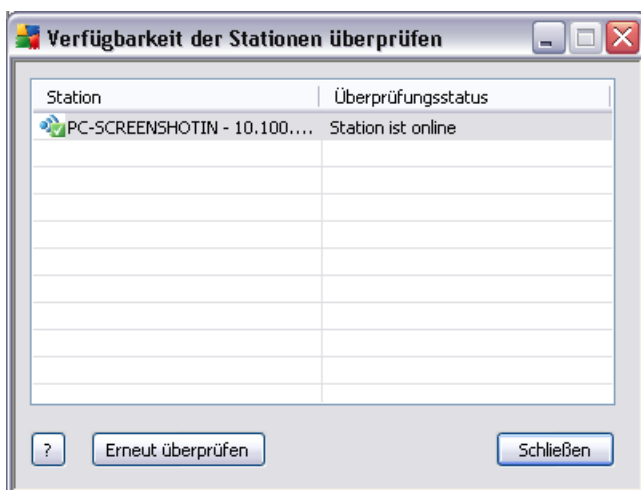 Verfügbarkeit der Stationen überprüfen
Station Überprüfungsstatus
PC-SCREENSHOTIN - 10.100.... Station ist online
? Erneut überprüfen Schließen